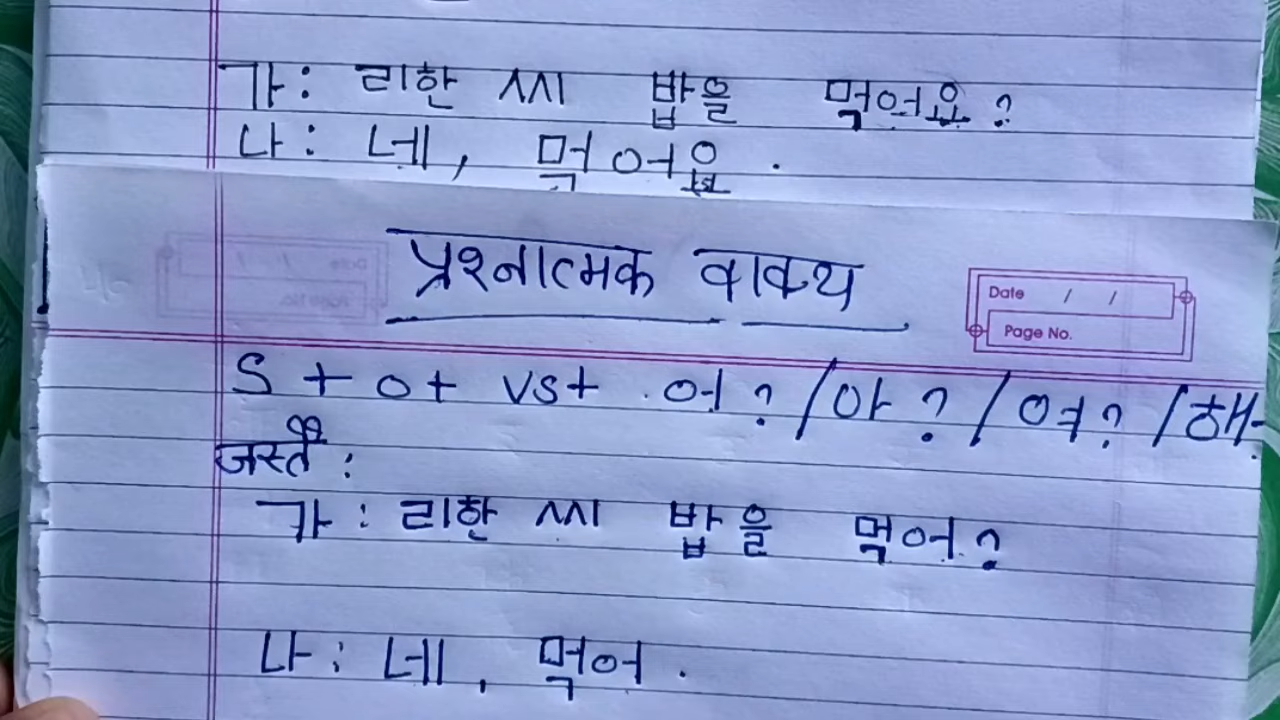 가: 리한 씨 밥을 먹어요?
나: 네, 먹어요.
प्रश्नात्मक वाक्य
Date / /
Page No.
S + o + vst 어? / 아? / 여? / 해.
जस्तै:
가: 리한 씨 밥을 먹어?
나: 네, 먹어.